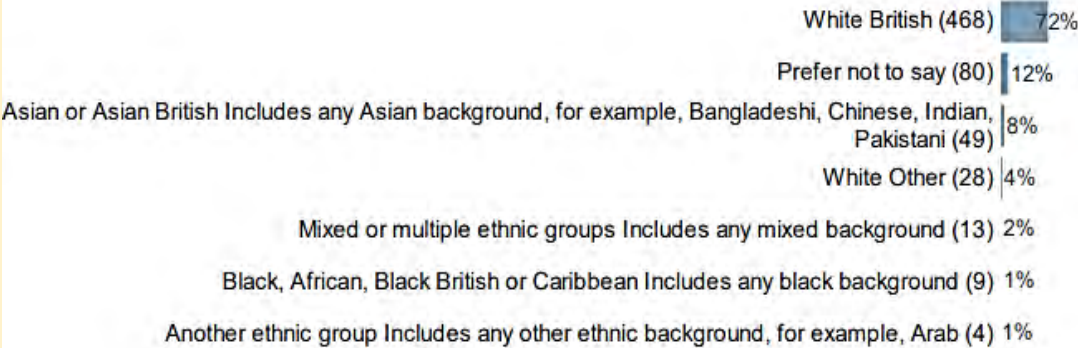 White British (468) 72%
Prefer not to say (80) 12%
Asian or Asian British Includes any Asian background, for example, Bangladeshi, Chinese, Indian,
Pakistani (49) 8%
White Other (28) 4%
Mixed or multiple ethnic groups Includes any mixed background (13) 2%
Black, African, Black British or Caribbean Includes any black background (9) 1%
Another ethnic group Includes any other ethnic background, for example, Arab (4) 1%